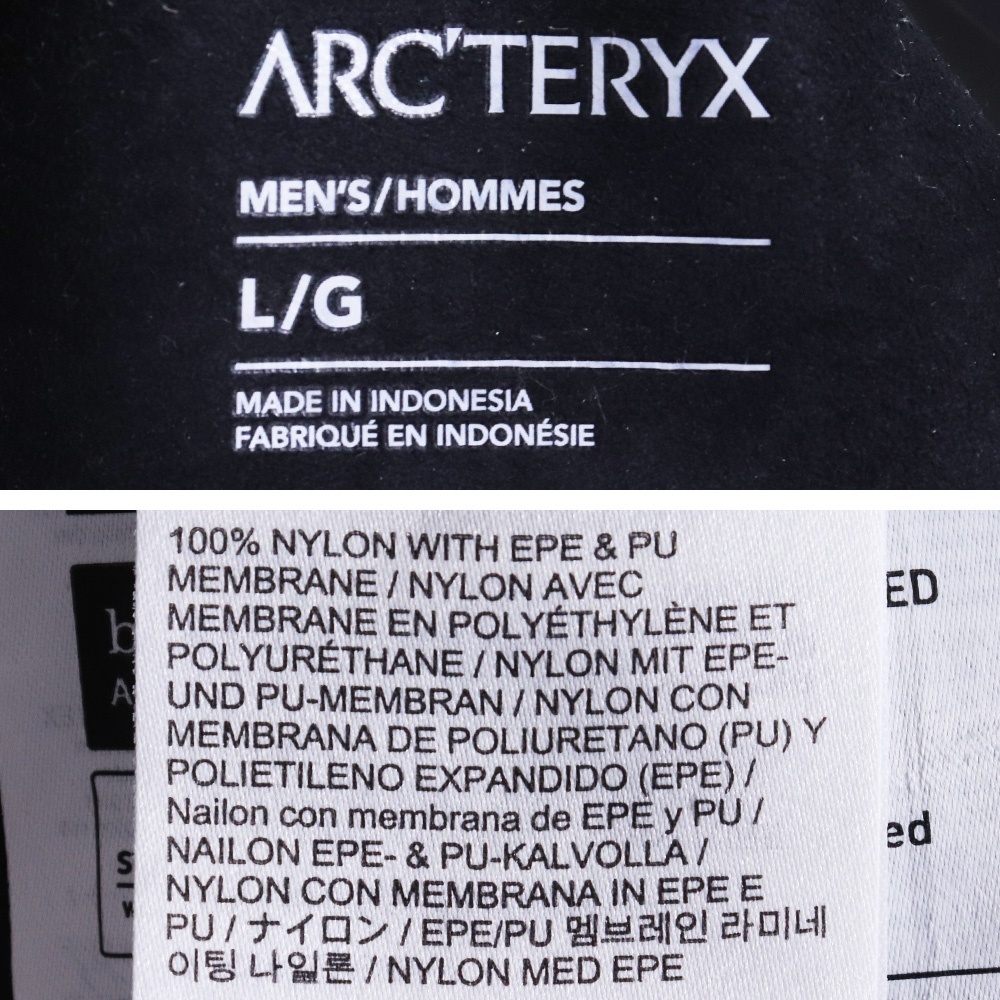 ARC'TERYX
MEN'S/HOMMES
L/G
MADE IN INDONESIA
FABRIQUÉ EN INDONÉSIE
100% NYLON WITH EPE & PU
MEMBRANE / NYLON AVEC
MEMBRANE EN POLYÉTHYLÈNE ET
POLYURÉTHANE / NYLON MIT EPE-
UND PU-MEMBRAN / NYLON CON
MEMBRANA DE POLIURETANO (PU) Y
POLIETILENO EXPANDIDO (EPE) /
Nailon con membrana de EPE y PU /
NAILON EPE- & PU-KALVOLLA /
NYLON CON MEMBRANA IN EPE E
PU / ナイロン / EPE/PU 멤브레인 라미네
이팅 나일론 / NYLON MED EPE